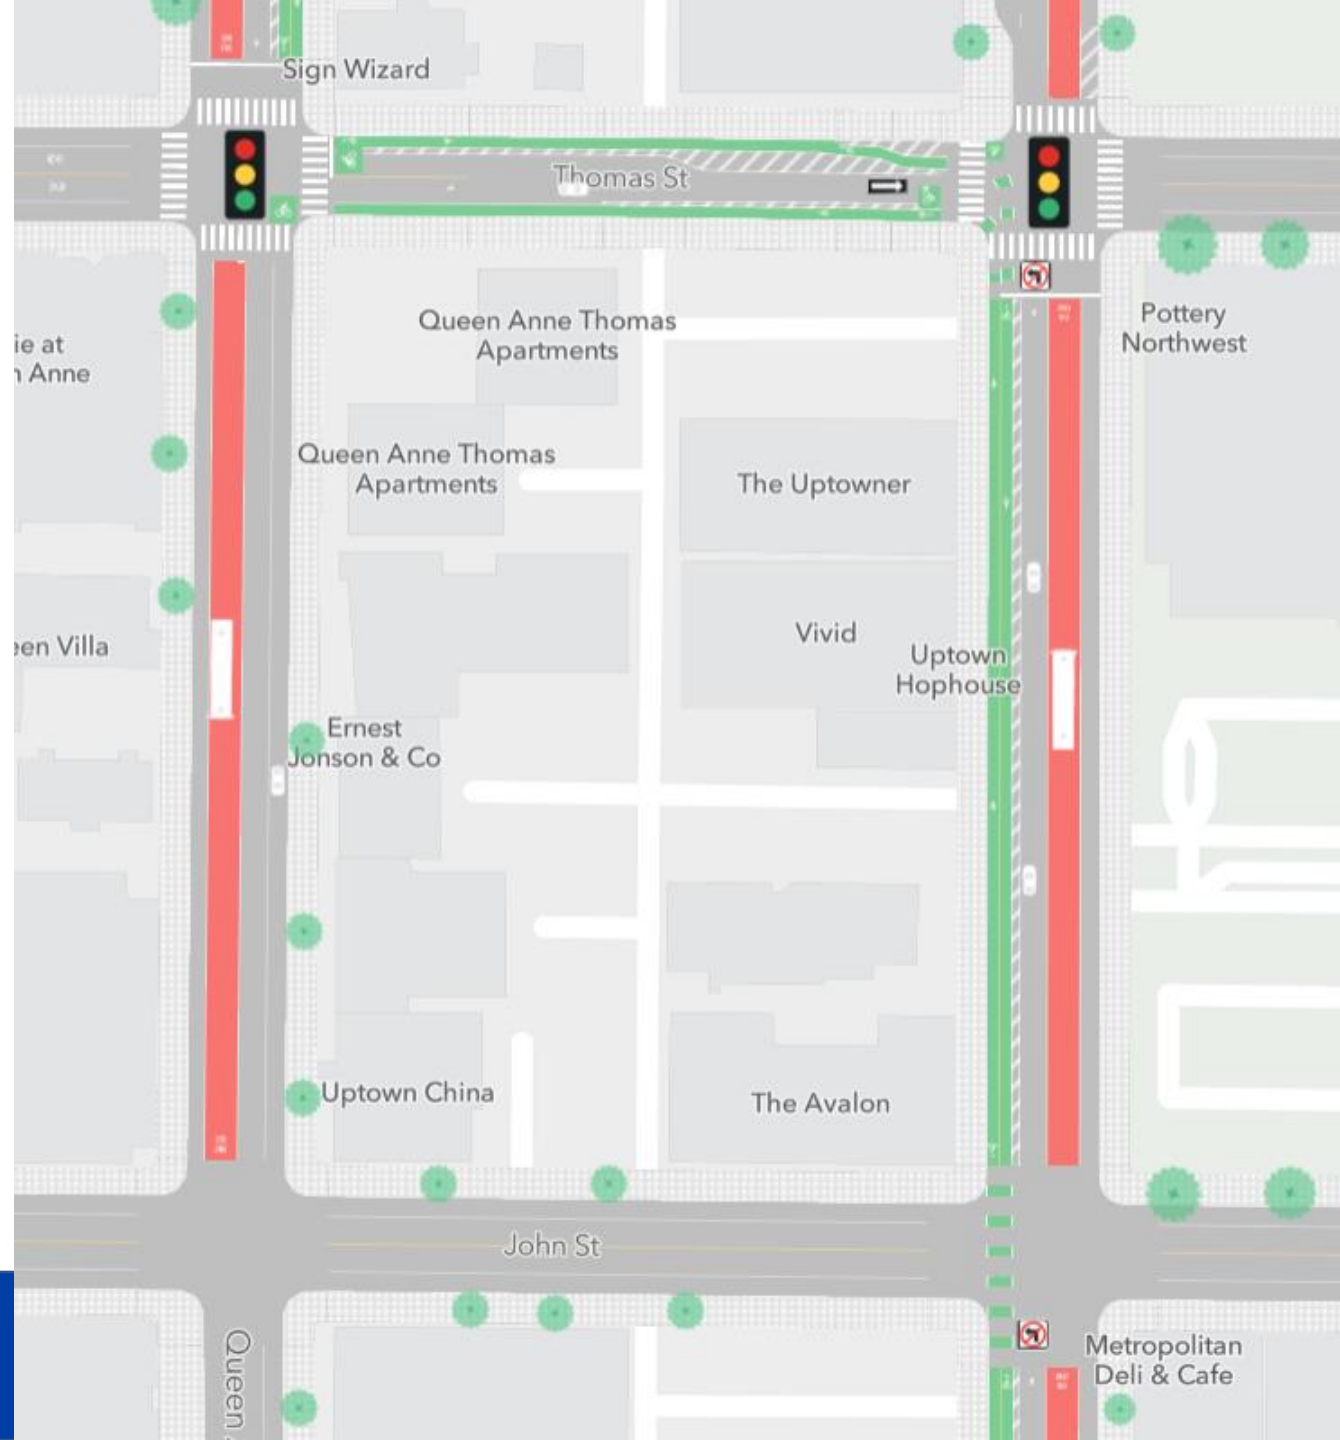 Sign Wizard
Thomas St
Queen Anne Thomas
Apartments
Pottery
Northwest
ie at
Anne
Queen Anne Thomas
Apartments
The Uptowner
Vivid
een Villa
Uptown
Hophouse
Ernest
Jonson & Co
Uptown China
The Avalon
John St
Queen
Metropolitan
Deli & Cafe